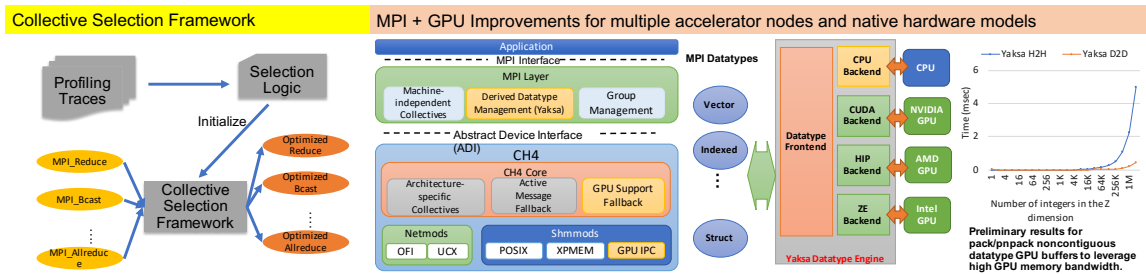 Collective Selection Framework
Profiling
Traces
Selection
Logic
Initialize
MPI_Reduce
MPI_Bcast
MPI_Allreduc
e
Collective
Selection
Framework
Optimized
Reduce
Optimized
Bcast
Optimized
Allreduce
MPI + GPU Improvements for multiple accelerator nodes and native hardware models
Application
MPI Interface
MPI Layer
Machine-
independent
Collectives
Derived Datatype
Management (Yaksa)
Group
Management
Abstract Device Interface
(ADI)
CH4
CH4 Core
Architecture-
specific
Collectives
Active
Message
Fallback
GPU Support
Fallback
Netmods
OFI
UCX
Shmmods
POSIX
XPMEM
GPU IPC
MPI Datatypes
Vector
Indexed
Struct
Datatype
Frontend
CPU
Backend
CUDA
Backend
HIP
Backend
ZE
Backend
Yaksa Datatype Engine
CPU
NVIDIA
GPU
AMD
GPU
Intel
GPU
Yaksa H2H
Yaksa D2D
Time (msec)
6
4
2
0
1 4 16 64 256 1K 4K 16K 64K 256K 1M
Number of integers in the Z
dimension
Preliminary results for
pack/pnpack noncontiguous
datatype GPU buffers to leverage
high GPU memory bandwidth.